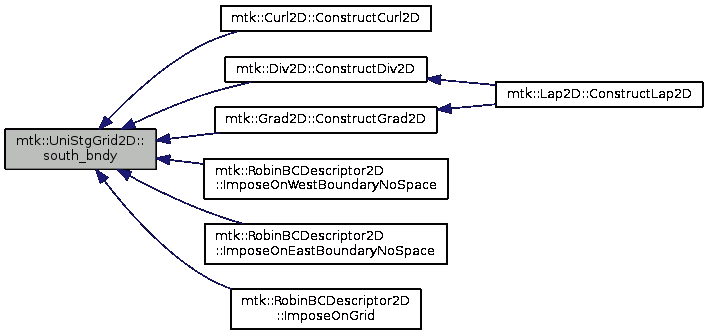 mtk::Curl2D::ConstructCurl2D
mtk::Div2D::ConstructDiv2D
mtk::Lap2D::ConstructLap2D
mtk::Grad2D::ConstructGrad2D
mtk::UniStgGrid2D::
south_bndy
mtk::RobinBCDescriptor2D
::ImposeOnWestBoundaryNoSpace
mtk::RobinBCDescriptor2D
::ImposeOnEastBoundaryNoSpace
mtk::RobinBCDescriptor2D
::ImposeOnGrid